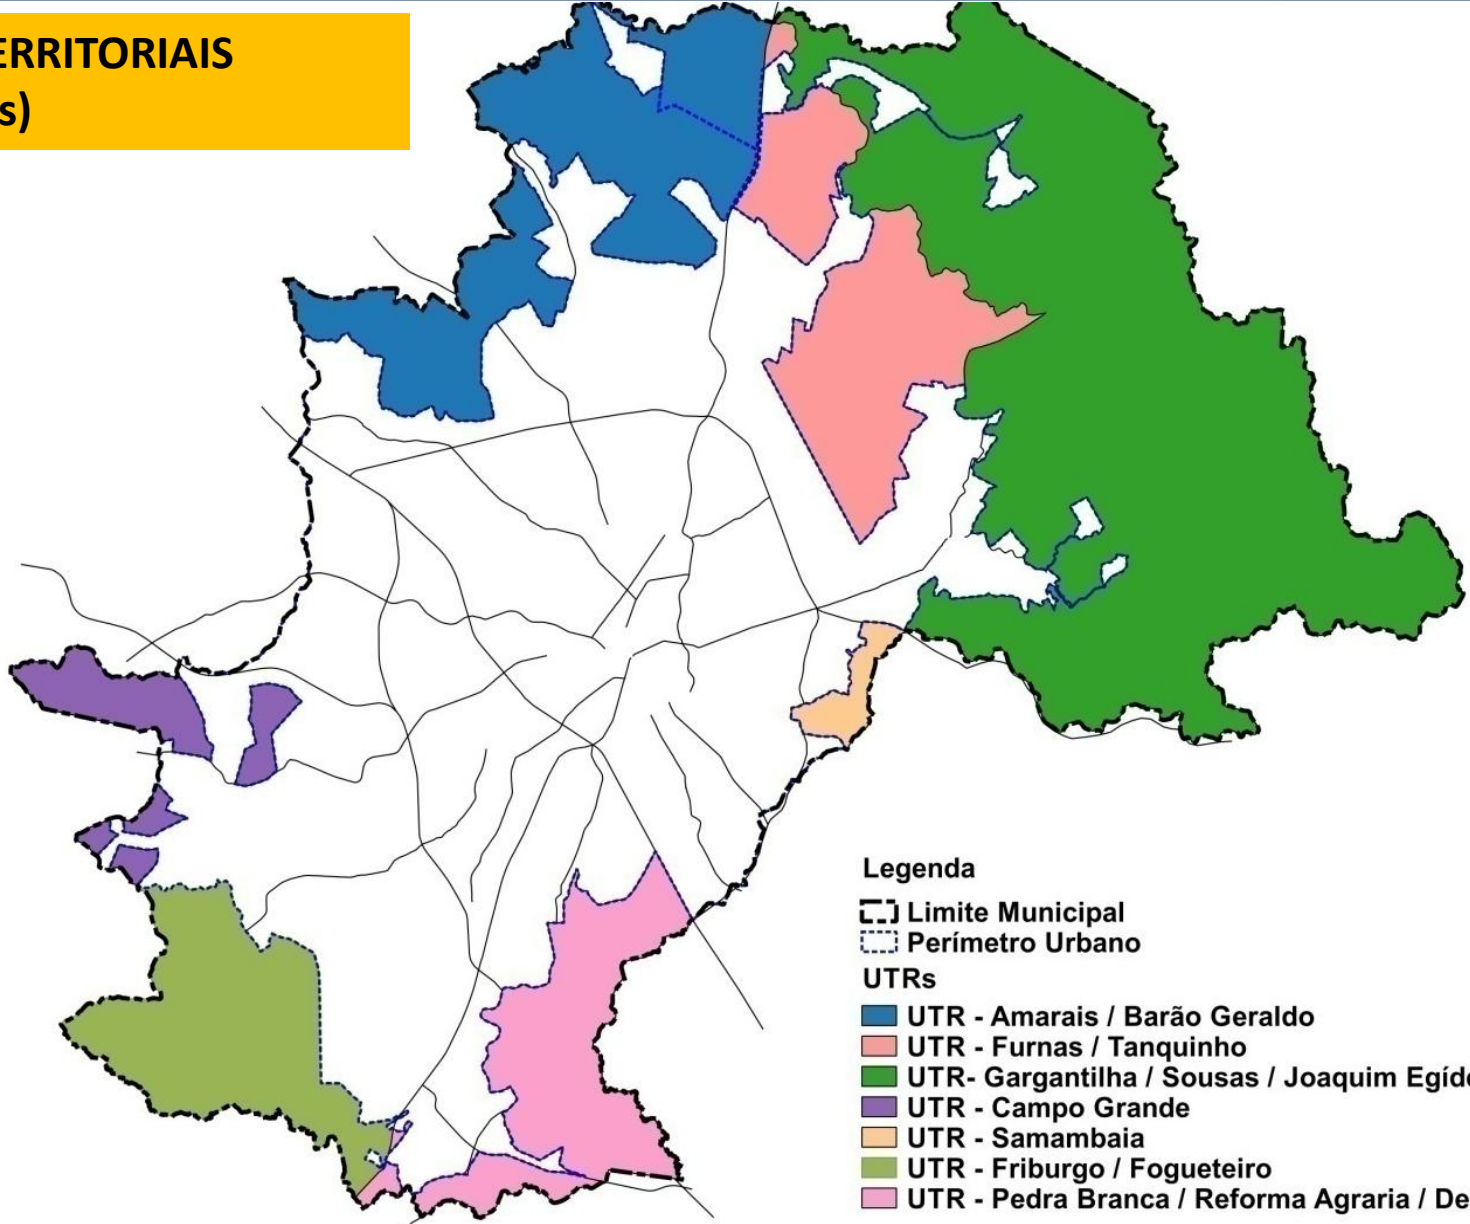 ERRITORIAIS
s)
Legenda
Limite Municipal
Perímetro Urbano
UTRs
UTR - Amarais / Barão Geraldo
UTR - Furnas / Tanquinho
UTR- Gargantilha / Sousas / Joaquim Egíd
UTR - Campo Grande
UTR - Samambaia
UTR - Friburgo / Fogueteiro
UTR - Pedra Branca / Reforma Agraria / De